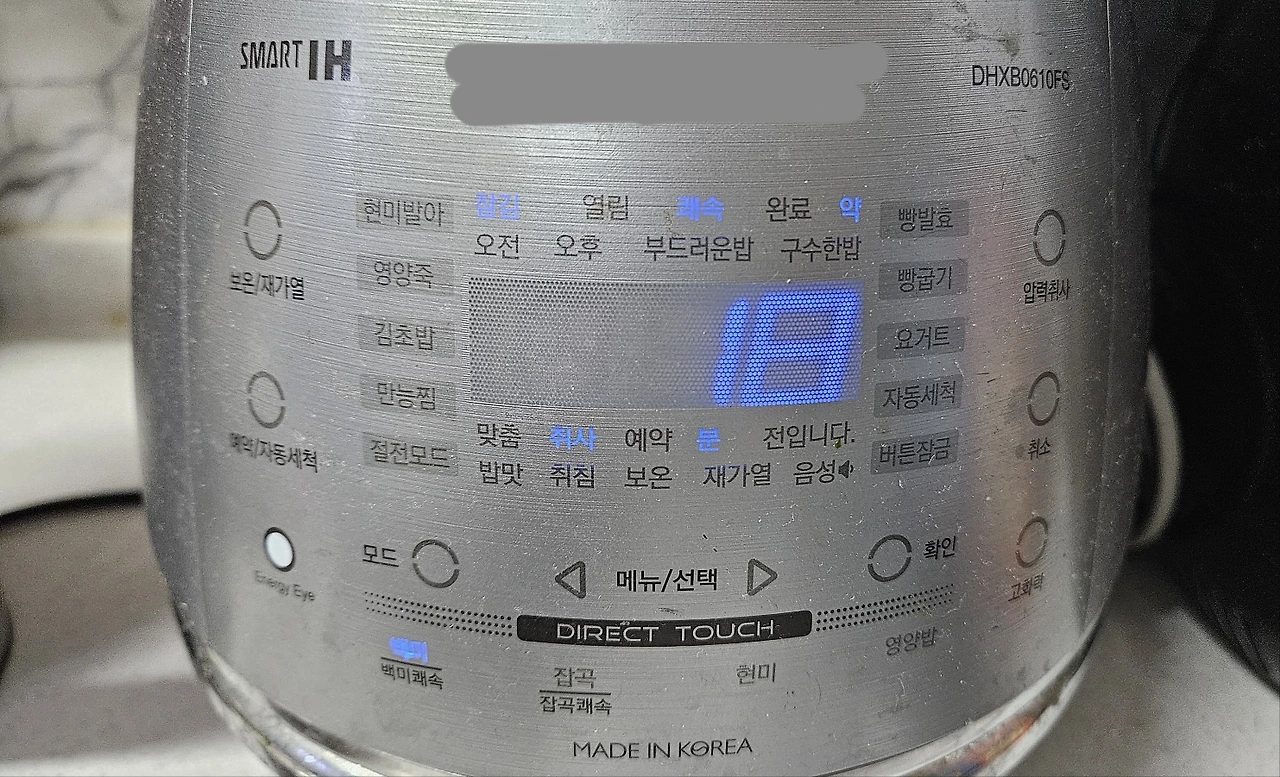 SMART IH
DHXB0610FS
잠김 열림 쾌속 완료 약
오전 오후 부드러운밥 구수한밥
18
맞춤 취사 예약 분 전입니다.
밥맛 취침 보온 재가열 음성
현미발아
영양죽
김초밥
만능찜
절전모드
빵발효
빵굽기
요거트
자동세척
버튼잠금
보온/재가열
예약/자동세척
Energy Eye
압력취사
취소
고화력
모드
메뉴/선택
확인
DIRECT TOUCH
백미
백미쾌속
잡곡
잡곡쾌속
현미
영양밥
MADE IN KOREA